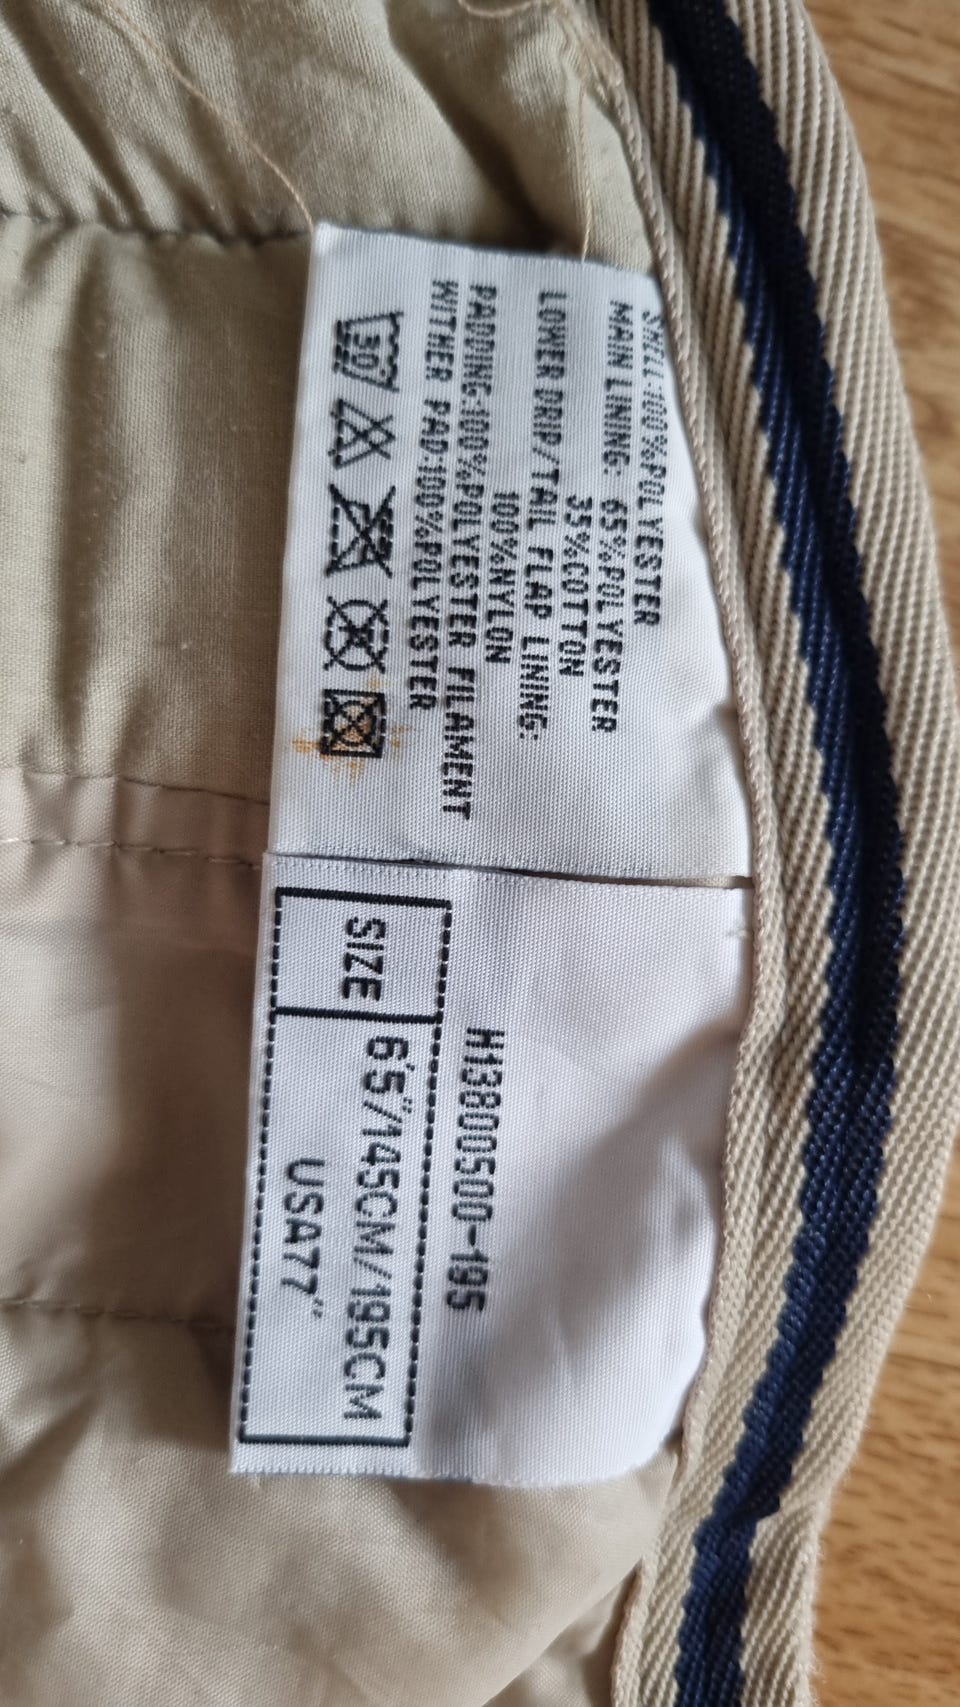 SHELL:100%POLYESTER
MAIN LINING: 65%POLYESTER
35%COTTON
LOWER DRIP/TAIL FLAP LINING:
100%NYLON
PADDING:100%POLYESTER FILAMENT
WITHER PAD:100%POLYESTER
30
H13800500-195
SIZE
6'5"/145CM/195CM
USA77"